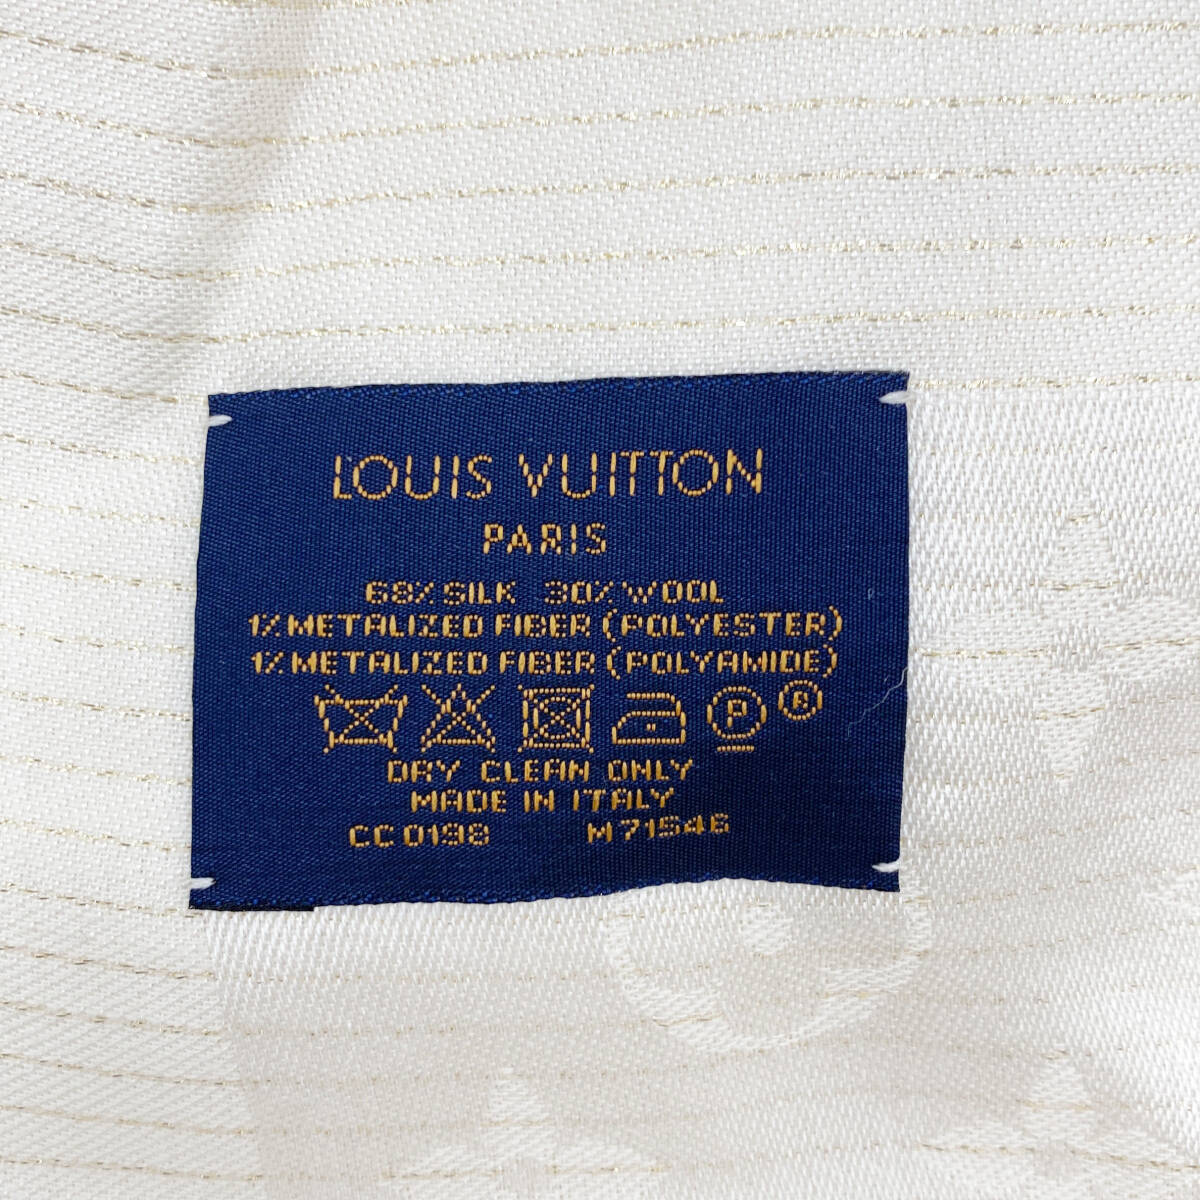 LOUIS VUITTON
PARIS
68% SILK 30% WOOL
1% METALIZED FIBER (POLYESTER)
1% METALIZED FIBER (POLYAMIDE)
P ®
DRY CLEAN ONLY
MADE IN ITALY
CC0198 M71546